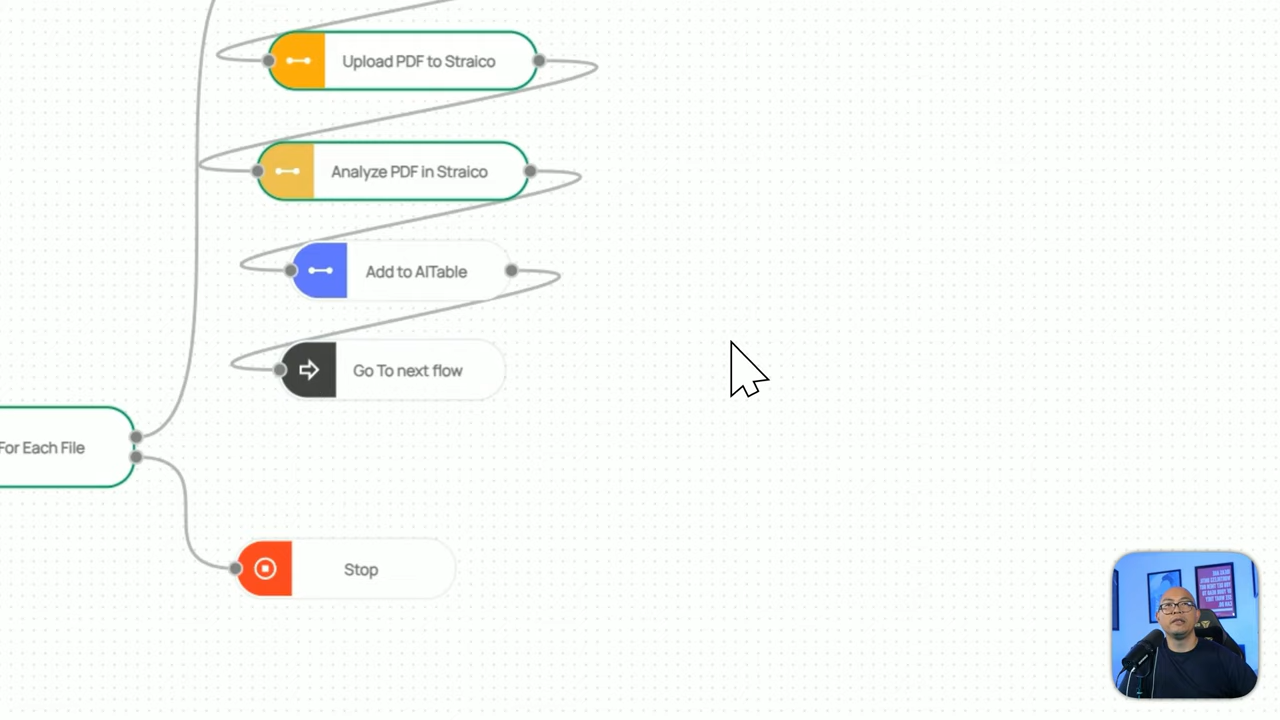 Upload PDF to Straico
Analyze PDF in Straico
Add to AITable
Go To next flow
For Each File
Stop